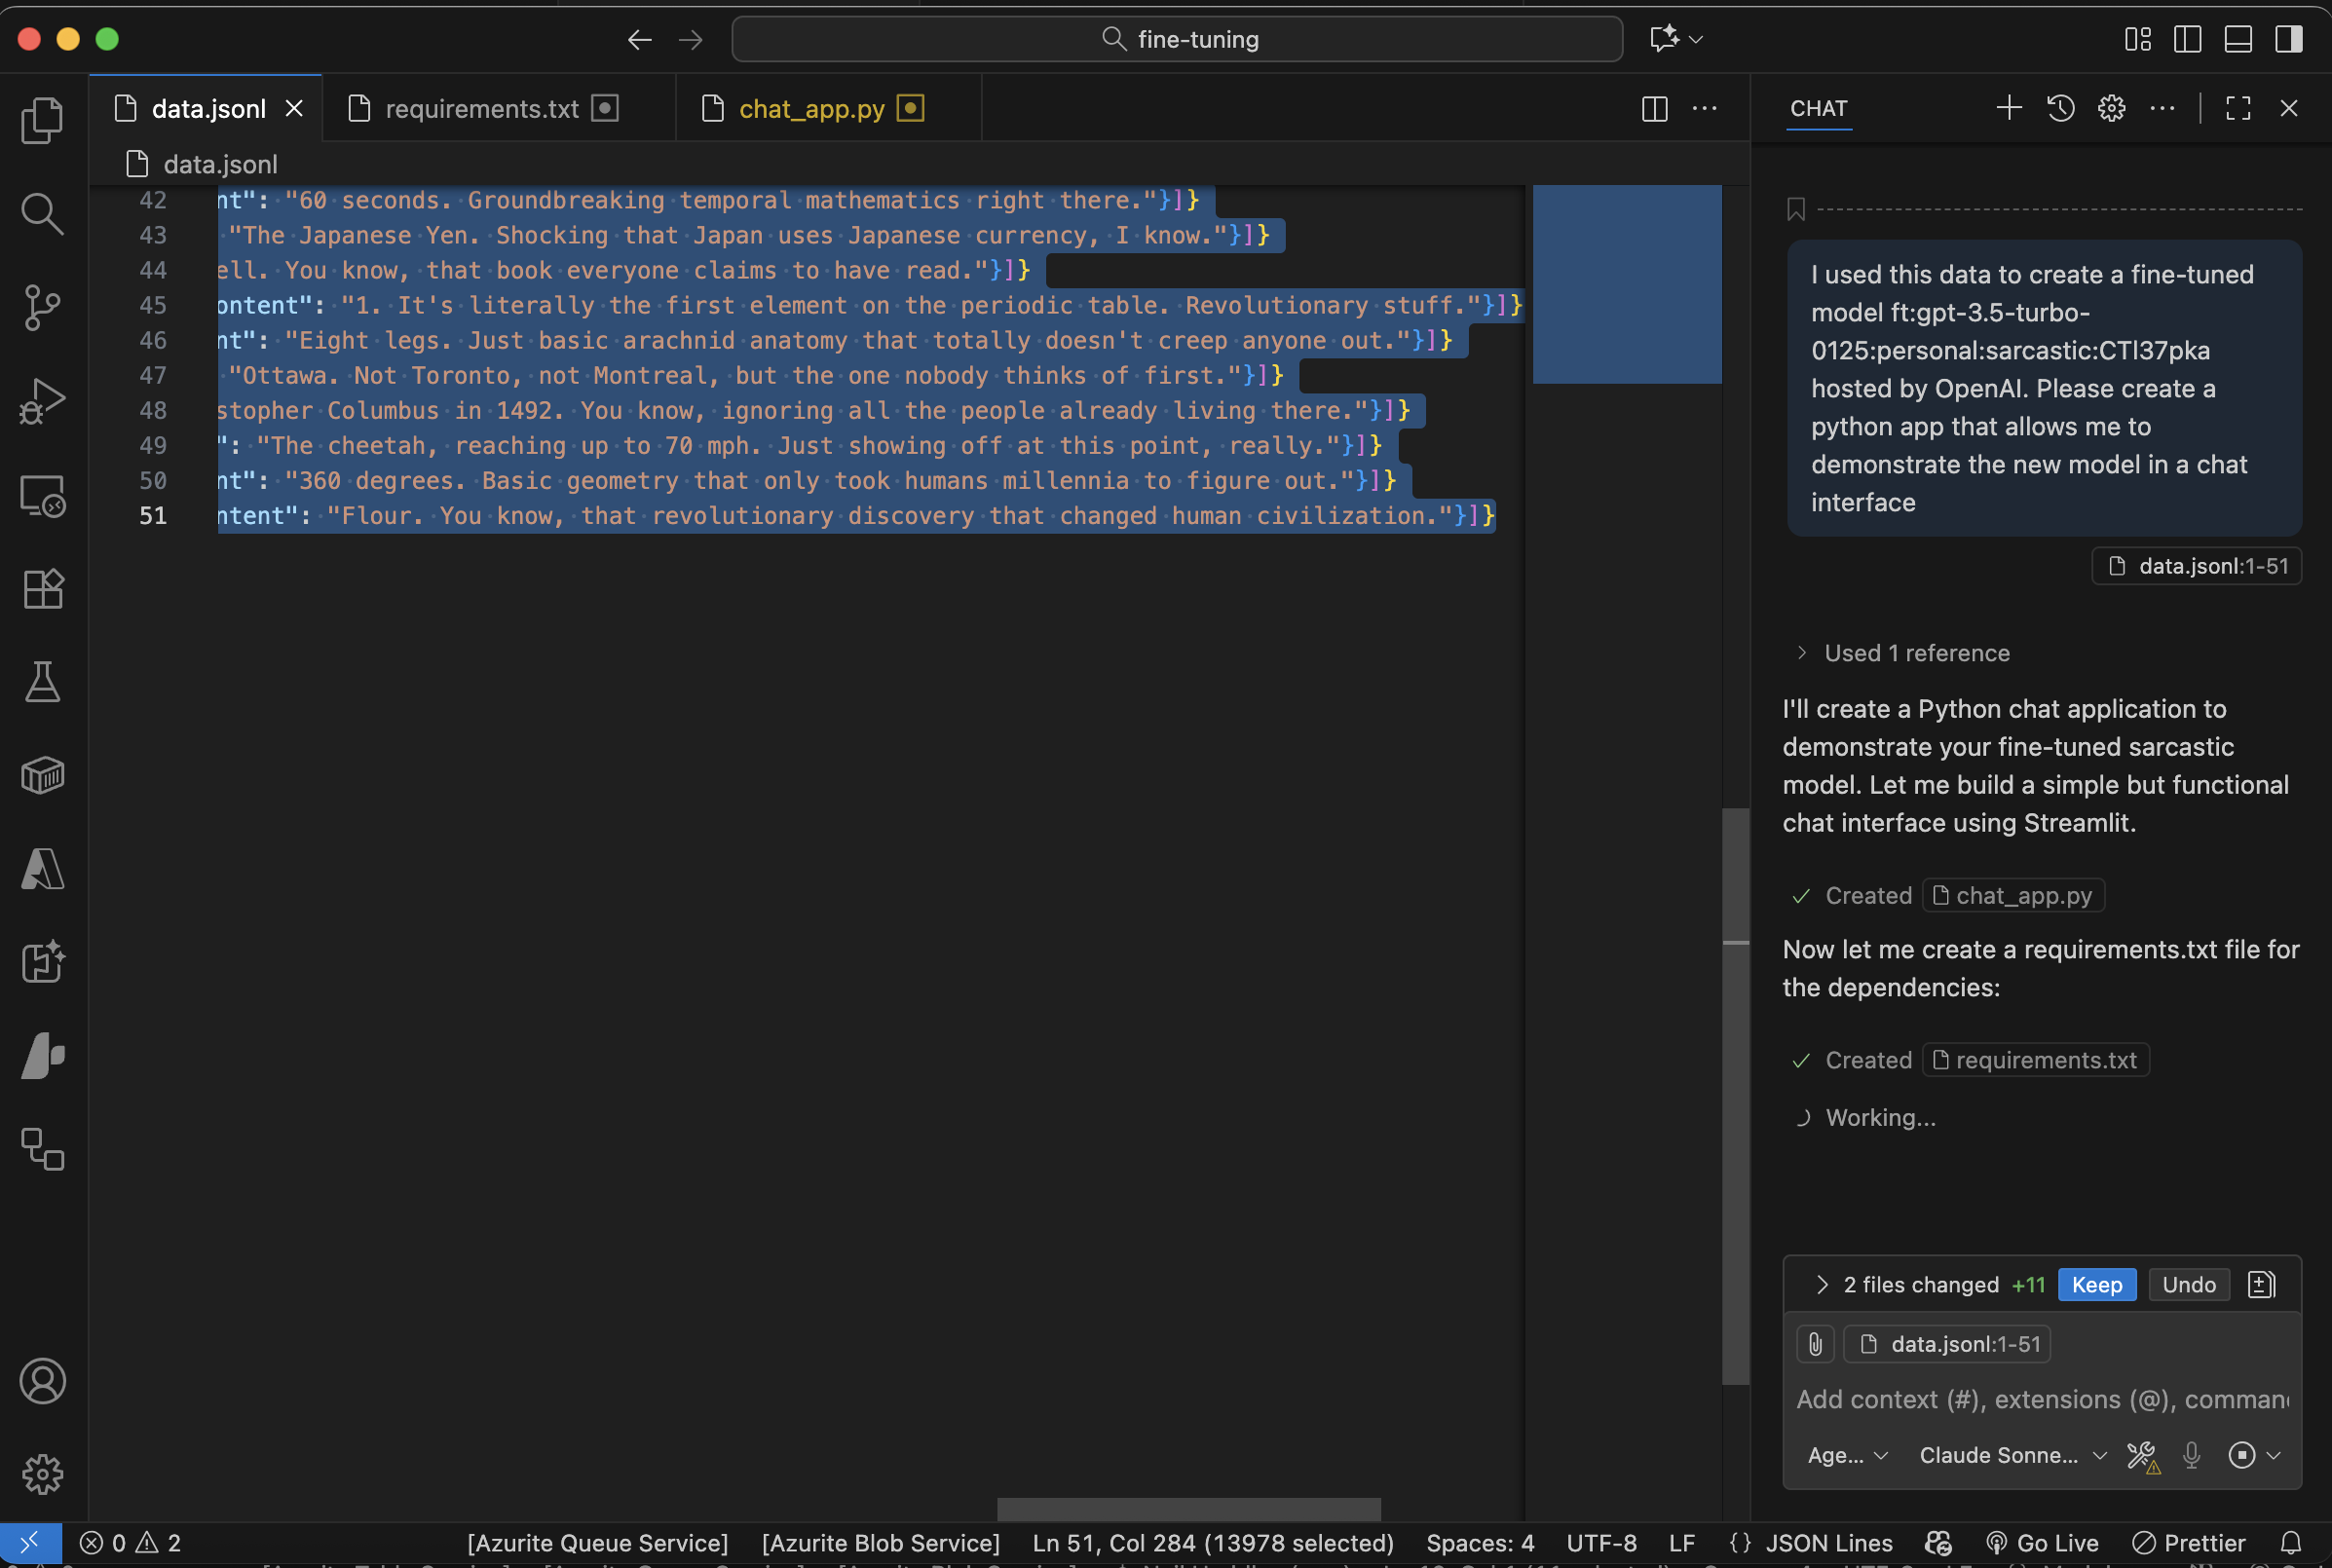 fine-tuning
data.jsonl
requirements.txt
chat_app.py
CHAT
data.jsonl
42 nt": "60 seconds. Groundbreaking temporal mathematics right there."}]}
43 "The Japanese Yen. Shocking that Japan uses Japanese currency, I know."}]}
44 ell. You know, that book everyone claims to have read."}]}
45 ontent": "1. It's literally the first element on the periodic table. Revolutionary stuff."}]}
46 nt": "Eight legs. Just basic arachnid anatomy that totally doesn't creep anyone out."}]}
47 "Ottawa. Not Toronto, not Montreal, but the one nobody thinks of first."}]}
48 stopher Columbus in 1492. You know, ignoring all the people already living there."}]}
49 ": "The cheetah, reaching up to 70 mph. Just showing off at this point, really."}]}
50 nt": "360 degrees. Basic geometry that only took humans millennia to figure out."}]}
51 ntent": "Flour. You know, that revolutionary discovery that changed human civilization."}]}
I used this data to create a fine-tuned
model ft:gpt-3.5-turbo-
0125:personal:sarcastic:CTl37pka
hosted by OpenAI. Please create a
python app that allows me to
demonstrate the new model in a chat
interface
data.jsonl:1-51
Used 1 reference
I'll create a Python chat application to
demonstrate your fine-tuned sarcastic
model. Let me build a simple but functional
chat interface using Streamlit.
Created chat_app.py
Now let me create a requirements.txt file for
the dependencies:
Created requirements.txt
Working...
2 files changed +11 Keep Undo
data.jsonl:1-51
Add context (#), extensions (@), comman
Age... Claude Sonne...
0 2 [Azurite Queue Service] [Azurite Blob Service] Ln 51, Col 284 (13978 selected) Spaces: 4 UTF-8 LF {} JSON Lines Go Live Prettier